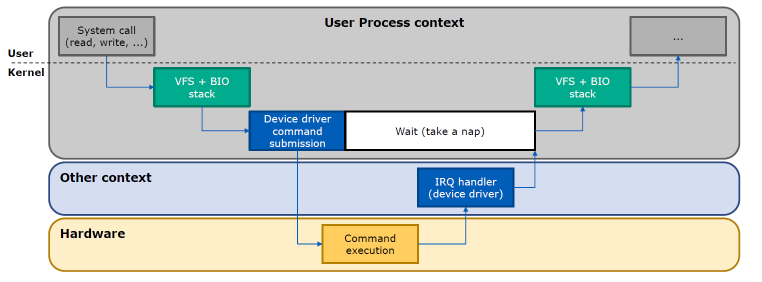 User Process context
System call
(read, write, ...)
...
User
Kernel
VFS + BIO
stack
VFS + BIO
stack
Device driver
command
submission
Wait (take a nap)
Other context
IRQ handler
(device driver)
Hardware
Command
execution